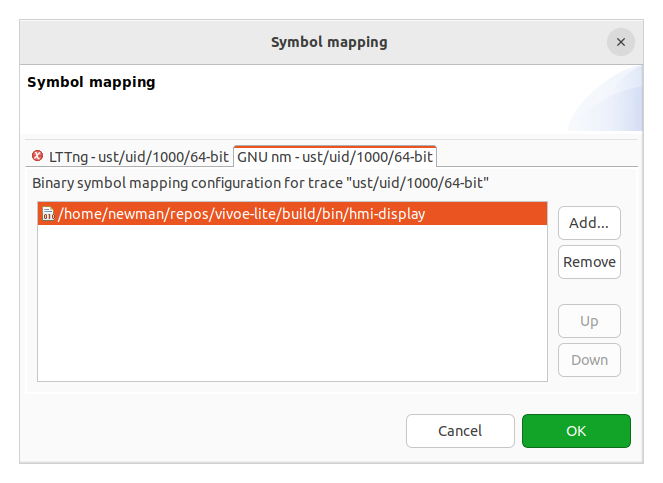 Symbol mapping
Symbol mapping
LTTng - ust/uid/1000/64-bit
GNU nm - ust/uid/1000/64-bit
Binary symbol mapping configuration for trace "ust/uid/1000/64-bit"
/home/newman/repos/vivoe-lite/build/bin/hmi-display
Add...
Remove
Up
Down
Cancel
OK